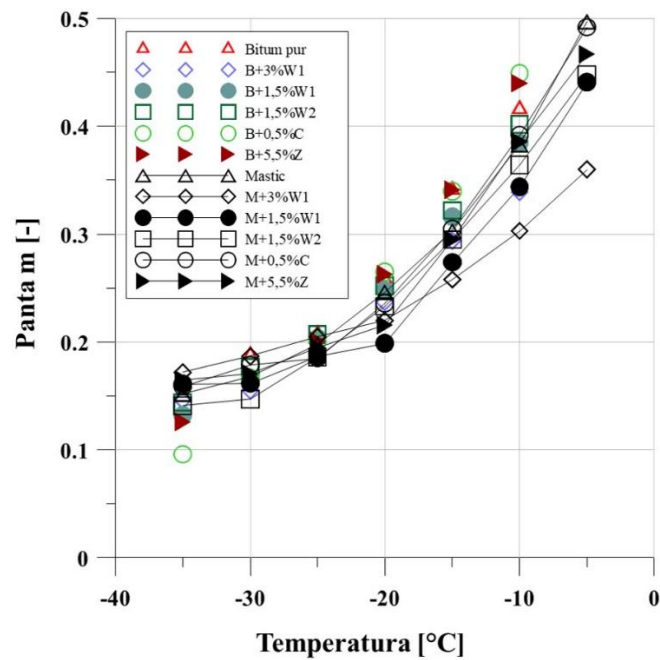 0.5
0.4
0.3
0.2
0.1
0
Panta m [-]
Bitum pur
B+3%W1
B+1,5%W1
B+1,5%W2
B+0,5%C
B+5,5%Z
Mastic
M+3%W1
M+1,5%W1
M+1,5%W2
M+0,5%C
M+5,5%Z
-40 -30 -20 -10 0
Temperatura [°C]